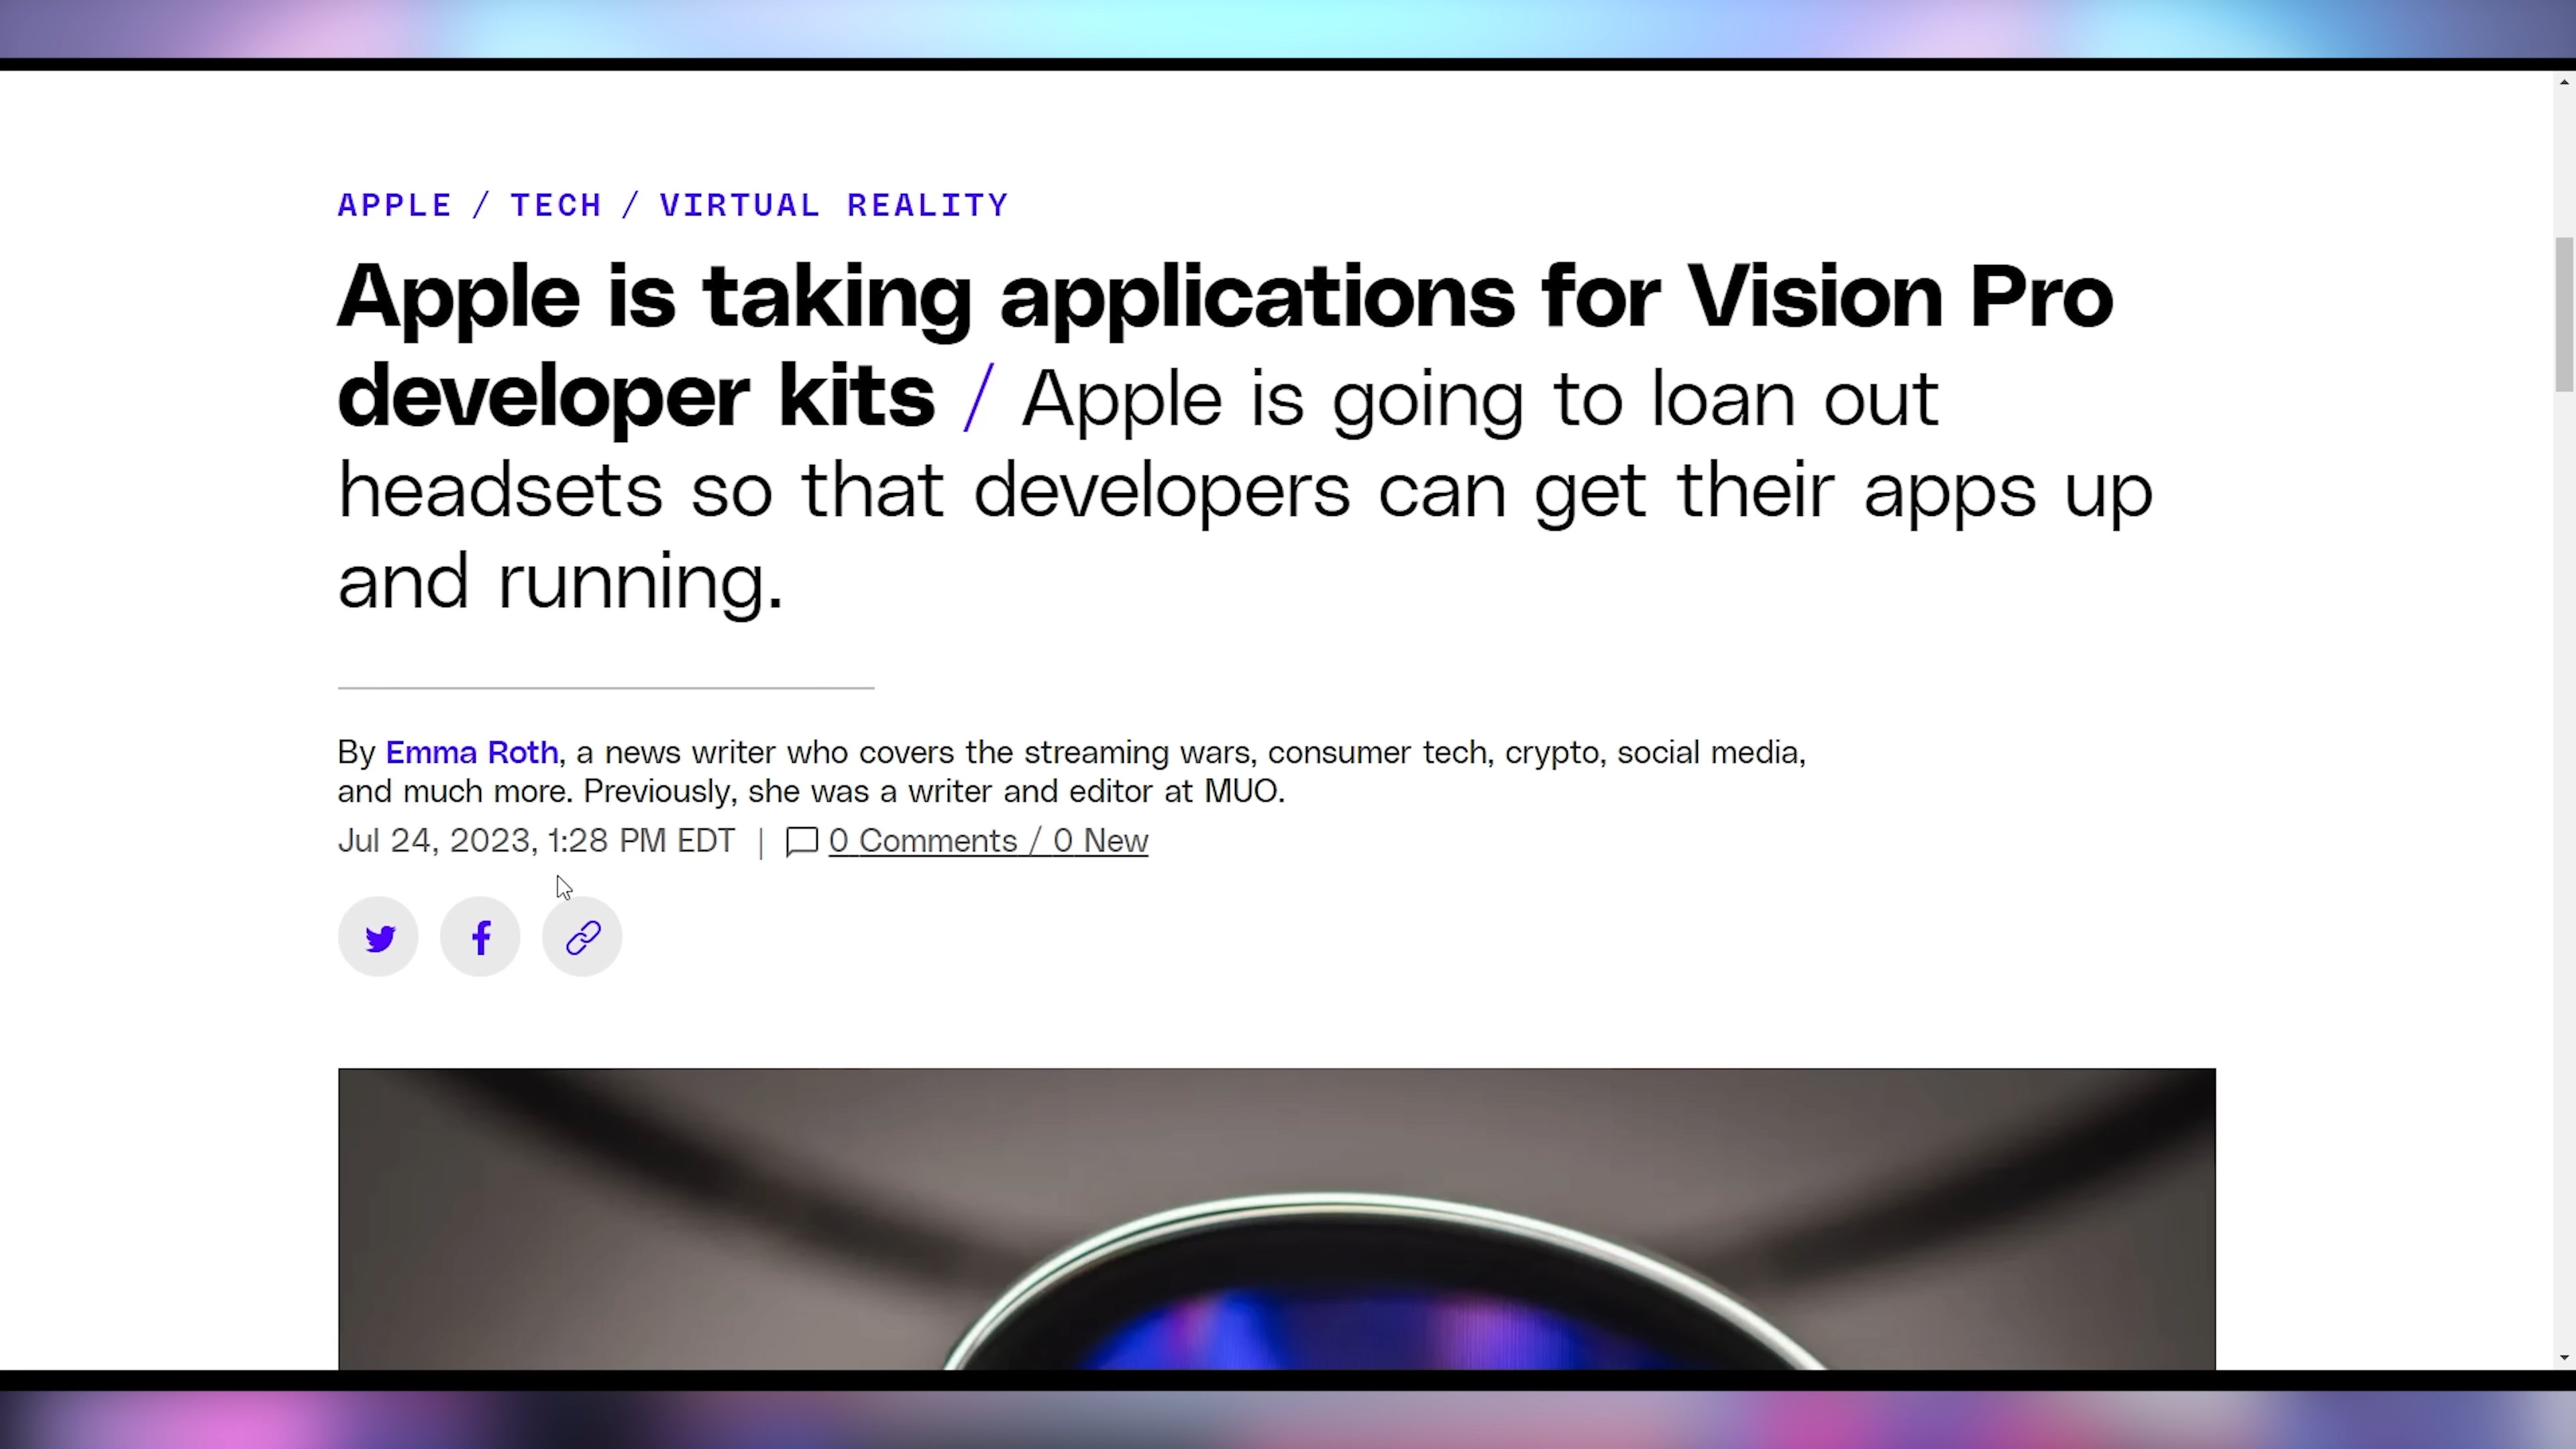 APPLE / TECH / VIRTUAL REALITY
Apple is taking applications for Vision Pro
developer kits / Apple is going to loan out
headsets so that developers can get their apps up
and running.
By Emma Roth, a news writer who covers the streaming wars, consumer tech, crypto, social media,
and much more. Previously, she was a writer and editor at MUO.
Jul 24, 2023, 1:28 PM EDT | 0 Comments / 0 New